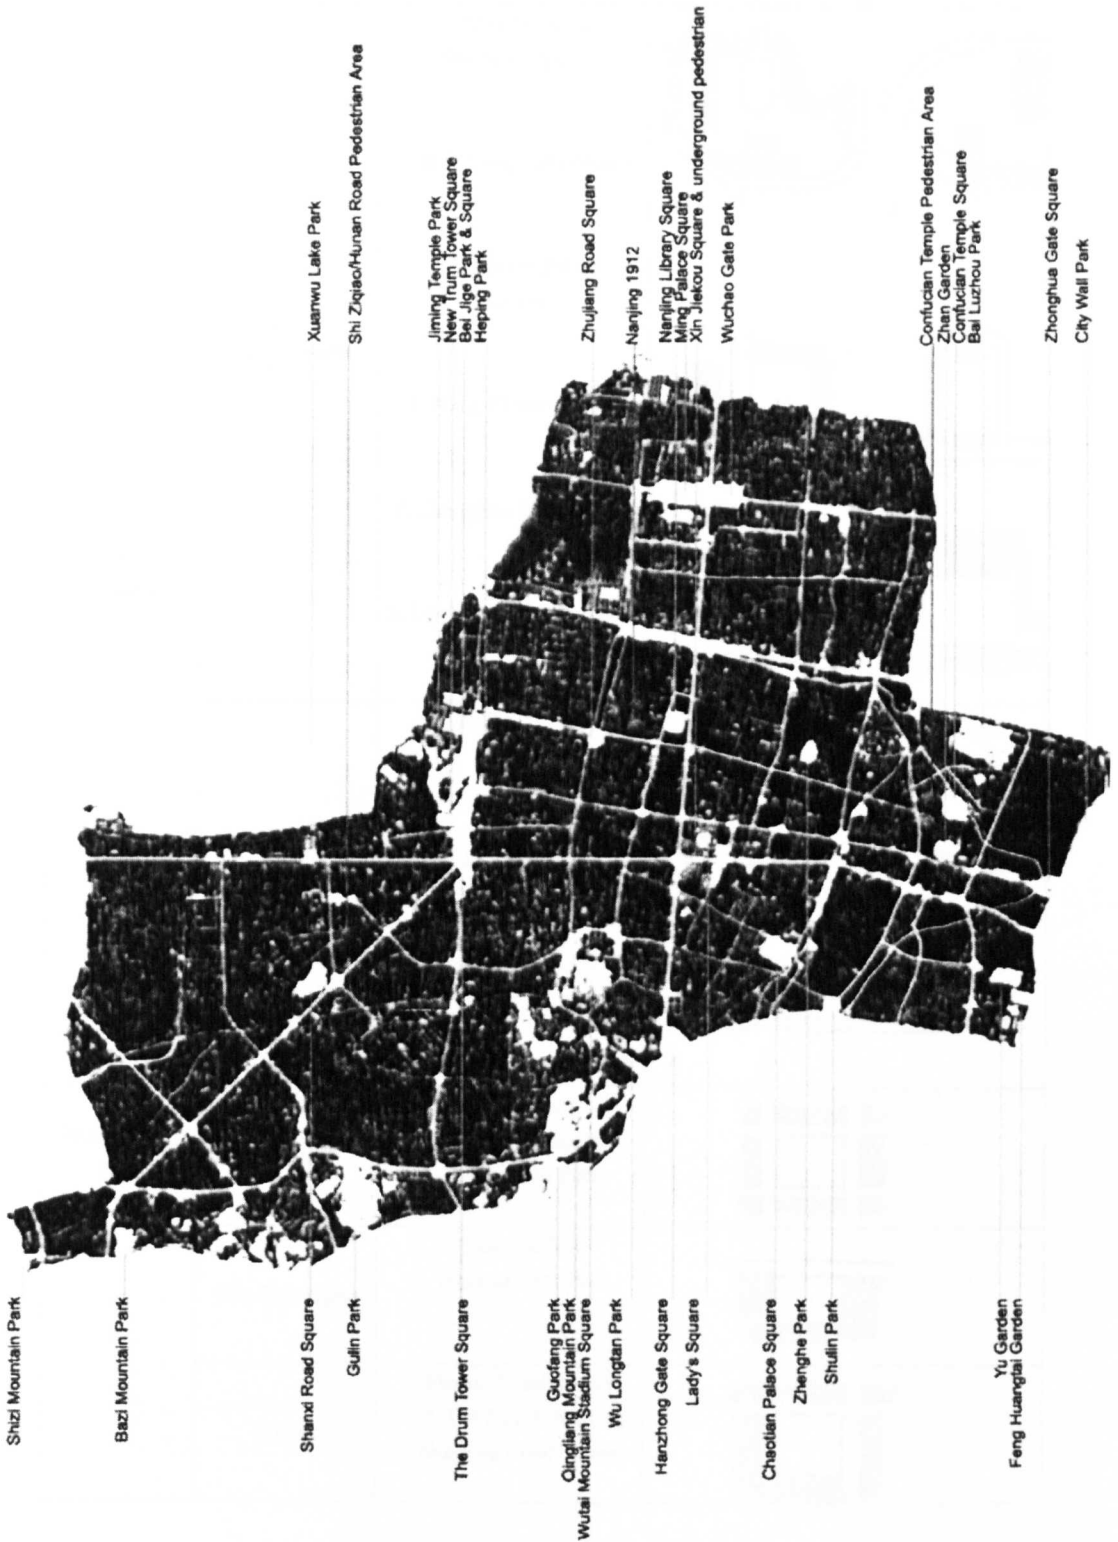 Xuanwu Lake Park
Shi Ziqiao/Hunan Road Pedestrian Area
Jiming Temple Park
New Trum Tower Square
Bei Jige Park & Square
Heping Park
Zhujiang Road Square
Nanjing 1912
Nanjing Library Square
Ming Palace Square
Xin Jiekou Square & underground pedestrian
Wuchao Gate Park
Confucian Temple Pedestrian Area
Zhan Garden
Confucian Temple Square
Bai Luzhou Park
Zhonghua Gate Square
City Wall Park
Shizi Mountain Park
Bazi Mountain Park
Shanxi Road Square
Gulin Park
The Drum Tower Square
Guofang Park
Qingliang Mountain Park
Wutai Mountain Stadium Square
Wu Longtan Park
Hanzhong Gate Square
Lady's Square
Chaotian Palace Square
Zhenghe Park
Shulin Park
Yu Garden
Feng Huangtai Garden